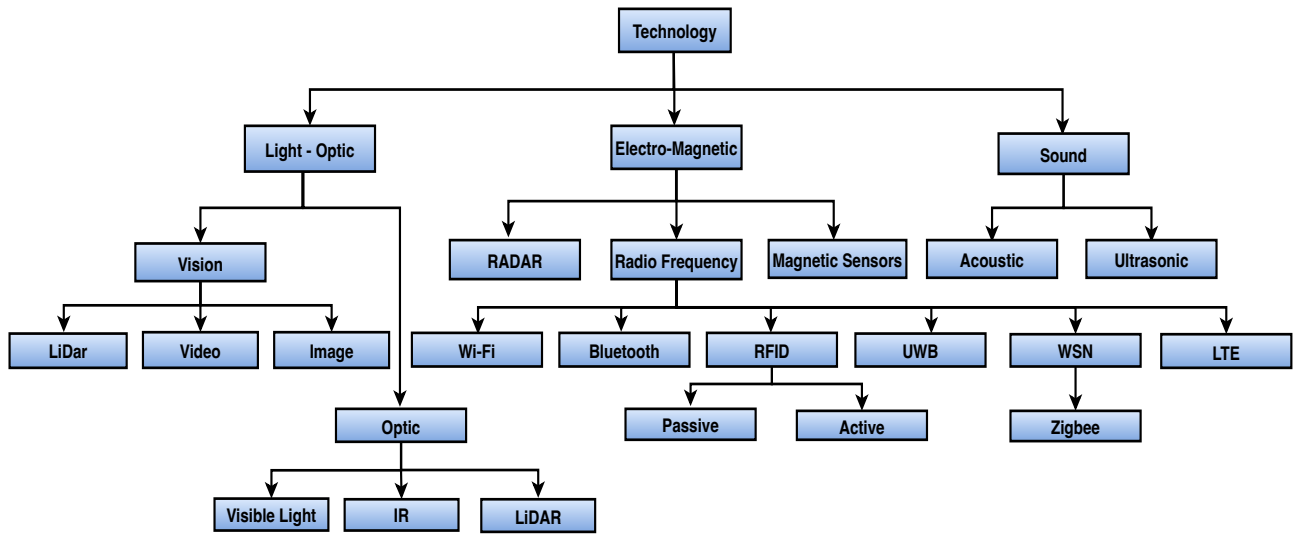 Technology
Light - Optic
Electro-Magnetic
Sound
Vision
RADAR
Radio Frequency
Magnetic Sensors
Acoustic
Ultrasonic
LiDar
Video
Image
Wi-Fi
Bluetooth
RFID
UWB
WSN
LTE
Optic
Passive
Active
Zigbee
Visible Light
IR
LiDAR